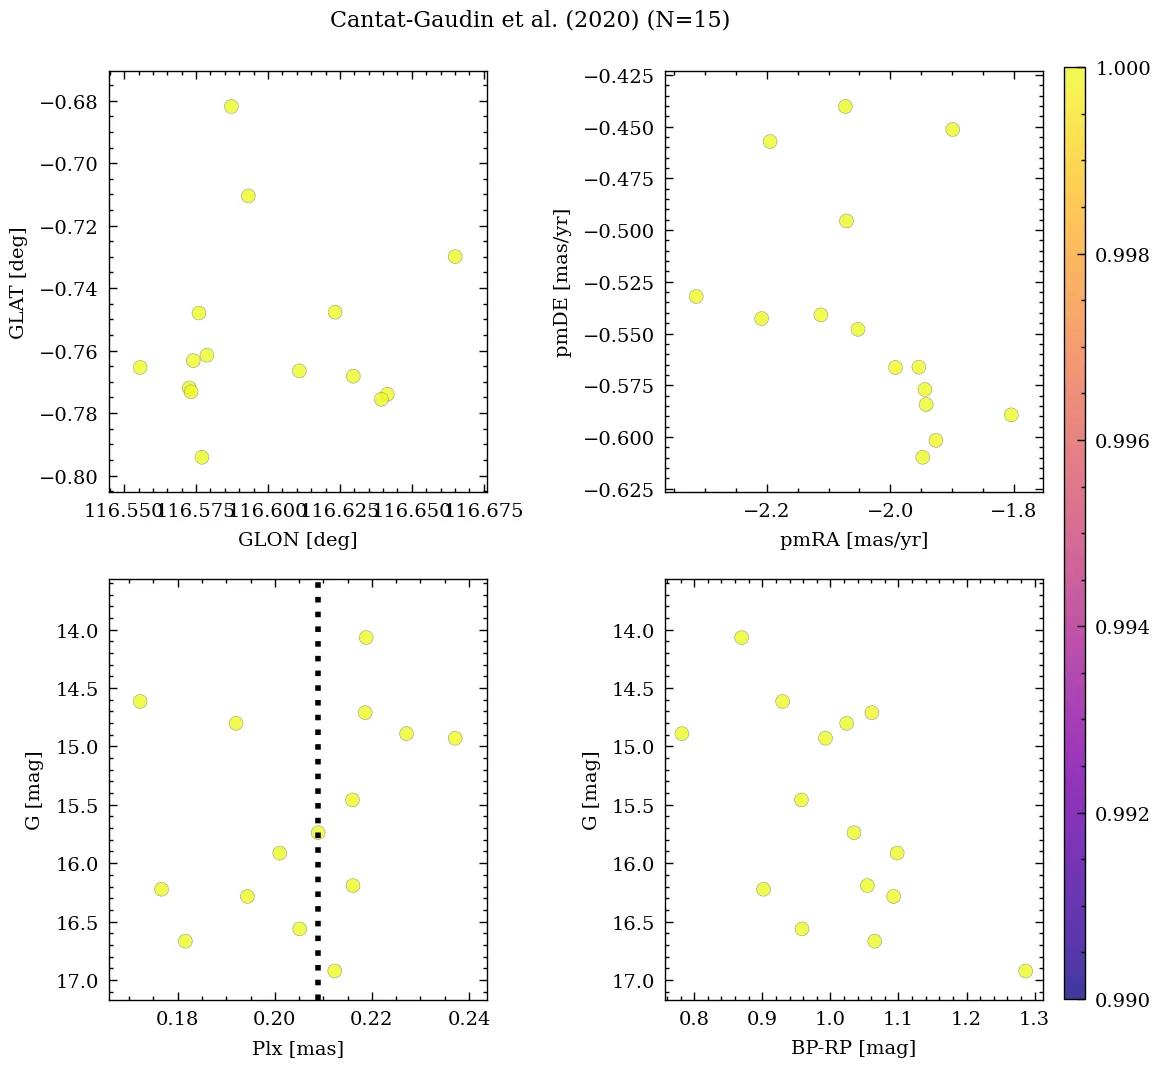 Cantat-Gaudin et al. (2020) (N=15)
−0.68
−0.70
−0.72
−0.74
−0.76
−0.78
−0.80
GLAT [deg]
116.550 116.575 116.600 116.625 116.650 116.675
GLON [deg]
−0.425
−0.450
−0.475
−0.500
−0.525
−0.550
−0.575
−0.600
−0.625
pmDE [mas/yr]
−2.2 −2.0 −1.8
pmRA [mas/yr]
14.0
14.5
15.0
15.5
16.0
16.5
17.0
G [mag]
0.18 0.20 0.22 0.24
Plx [mas]
14.0
14.5
15.0
15.5
16.0
16.5
17.0
G [mag]
0.8 0.9 1.0 1.1 1.2 1.3
BP-RP [mag]
1.000
0.998
0.996
0.994
0.992
0.990